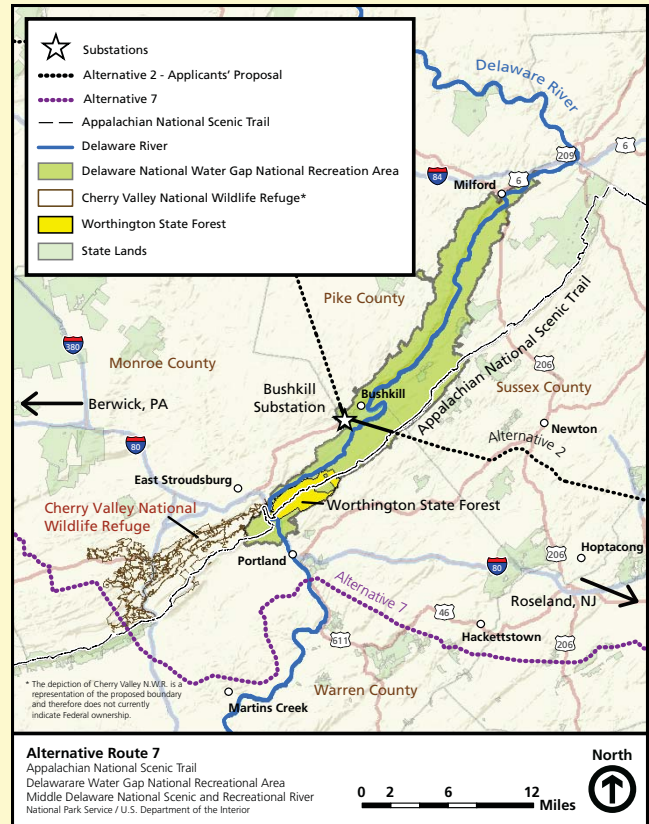 Substations
Alternative 2 - Applicants' Proposal
Alternative 7
Appalachian National Scenic Trail
Delaware River
Delaware National Water Gap National Recreation Area
Cherry Valley National Wildlife Refuge*
Worthington State Forest
State Lands
Delaware River
6
209
6
84
Milford
Pike County
Appalachian National Scenic Trail
380
Monroe County
206
Sussex County
Bushkill
Substation
Bushkill
Berwick, PA
Newton
Alternative 2
80
East Stroudsburg
Cherry Valley National
Wildlife Refuge
Worthington State Forest
Portland
206
Hoptacong
80
Alternative 7
Roseland, NJ
46
Hackettstown
611
206
Warren County
* The depiction of Cherry Valley N.W.R. is a
representation of the proposed boundary
and therefore does not currently
indicate Federal ownership.
Martins Creek
Alternative Route 7
Appalachian National Scenic Trail
Delawarare Water Gap National Recreational Area
Middle Delaware National Scenic and Recreational River
National Park Service / U.S. Department of the Interior
0 2 6 12
Miles
North